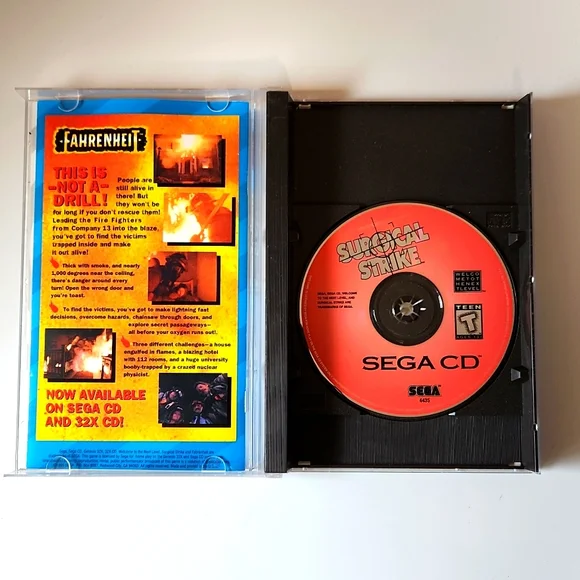 FAHRENHEIT
THIS IS
-NOT A-
DRILL!
People are
still alive in
there! But
they won't be
for long if you don't rescue them!
Leading the Fire Fighters
from Company 13 into the blaze,
you've got to find the victims
trapped inside and make
it out alive!
Thick with smoke, and nearly
1,000 degrees near the ceiling,
there's danger around every
turn! Open the wrong door and
you're toast.
To find the victims, you've got to make lightning fast
decisions, overcome hazards, chainsaw through doors, and
explore secret passageways—
all before your oxygen runs out!.
Three different challenges—a house
engulfed in flames, a blazing hotel
with 112 rooms, and a huge university
booby-trapped by a crazed nuclear
physicist.
NOW AVAILABLE
ON SEGA CD
AND 32X CD!
SURGICAL
STRIKE
WELCO
METOT
HENEX
TLEVEL
TEEN
T
SEGA CD™
SEGA
4435